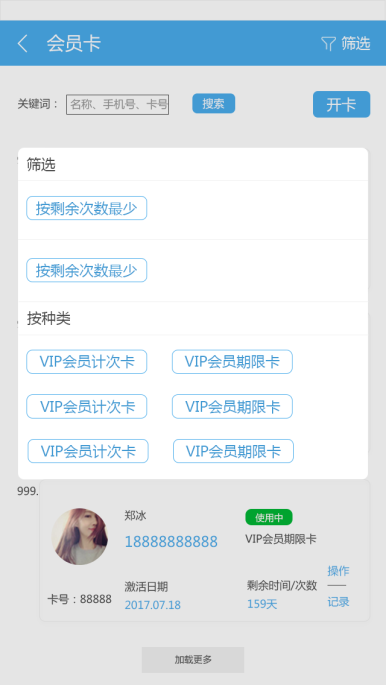 会员卡 筛选
关键词： 名称、手机号、卡号 搜索 开卡
筛选
按剩余次数最少
按剩余次数最少
按种类
VIP会员计次卡 VIP会员期限卡
VIP会员计次卡 VIP会员期限卡
VIP会员计次卡 VIP会员期限卡
999.
郑冰 使用中
18888888888 VIP会员期限卡
激活日期 剩余时间/次数 操作
卡号：88888 2017.07.18 159天 记录
加载更多